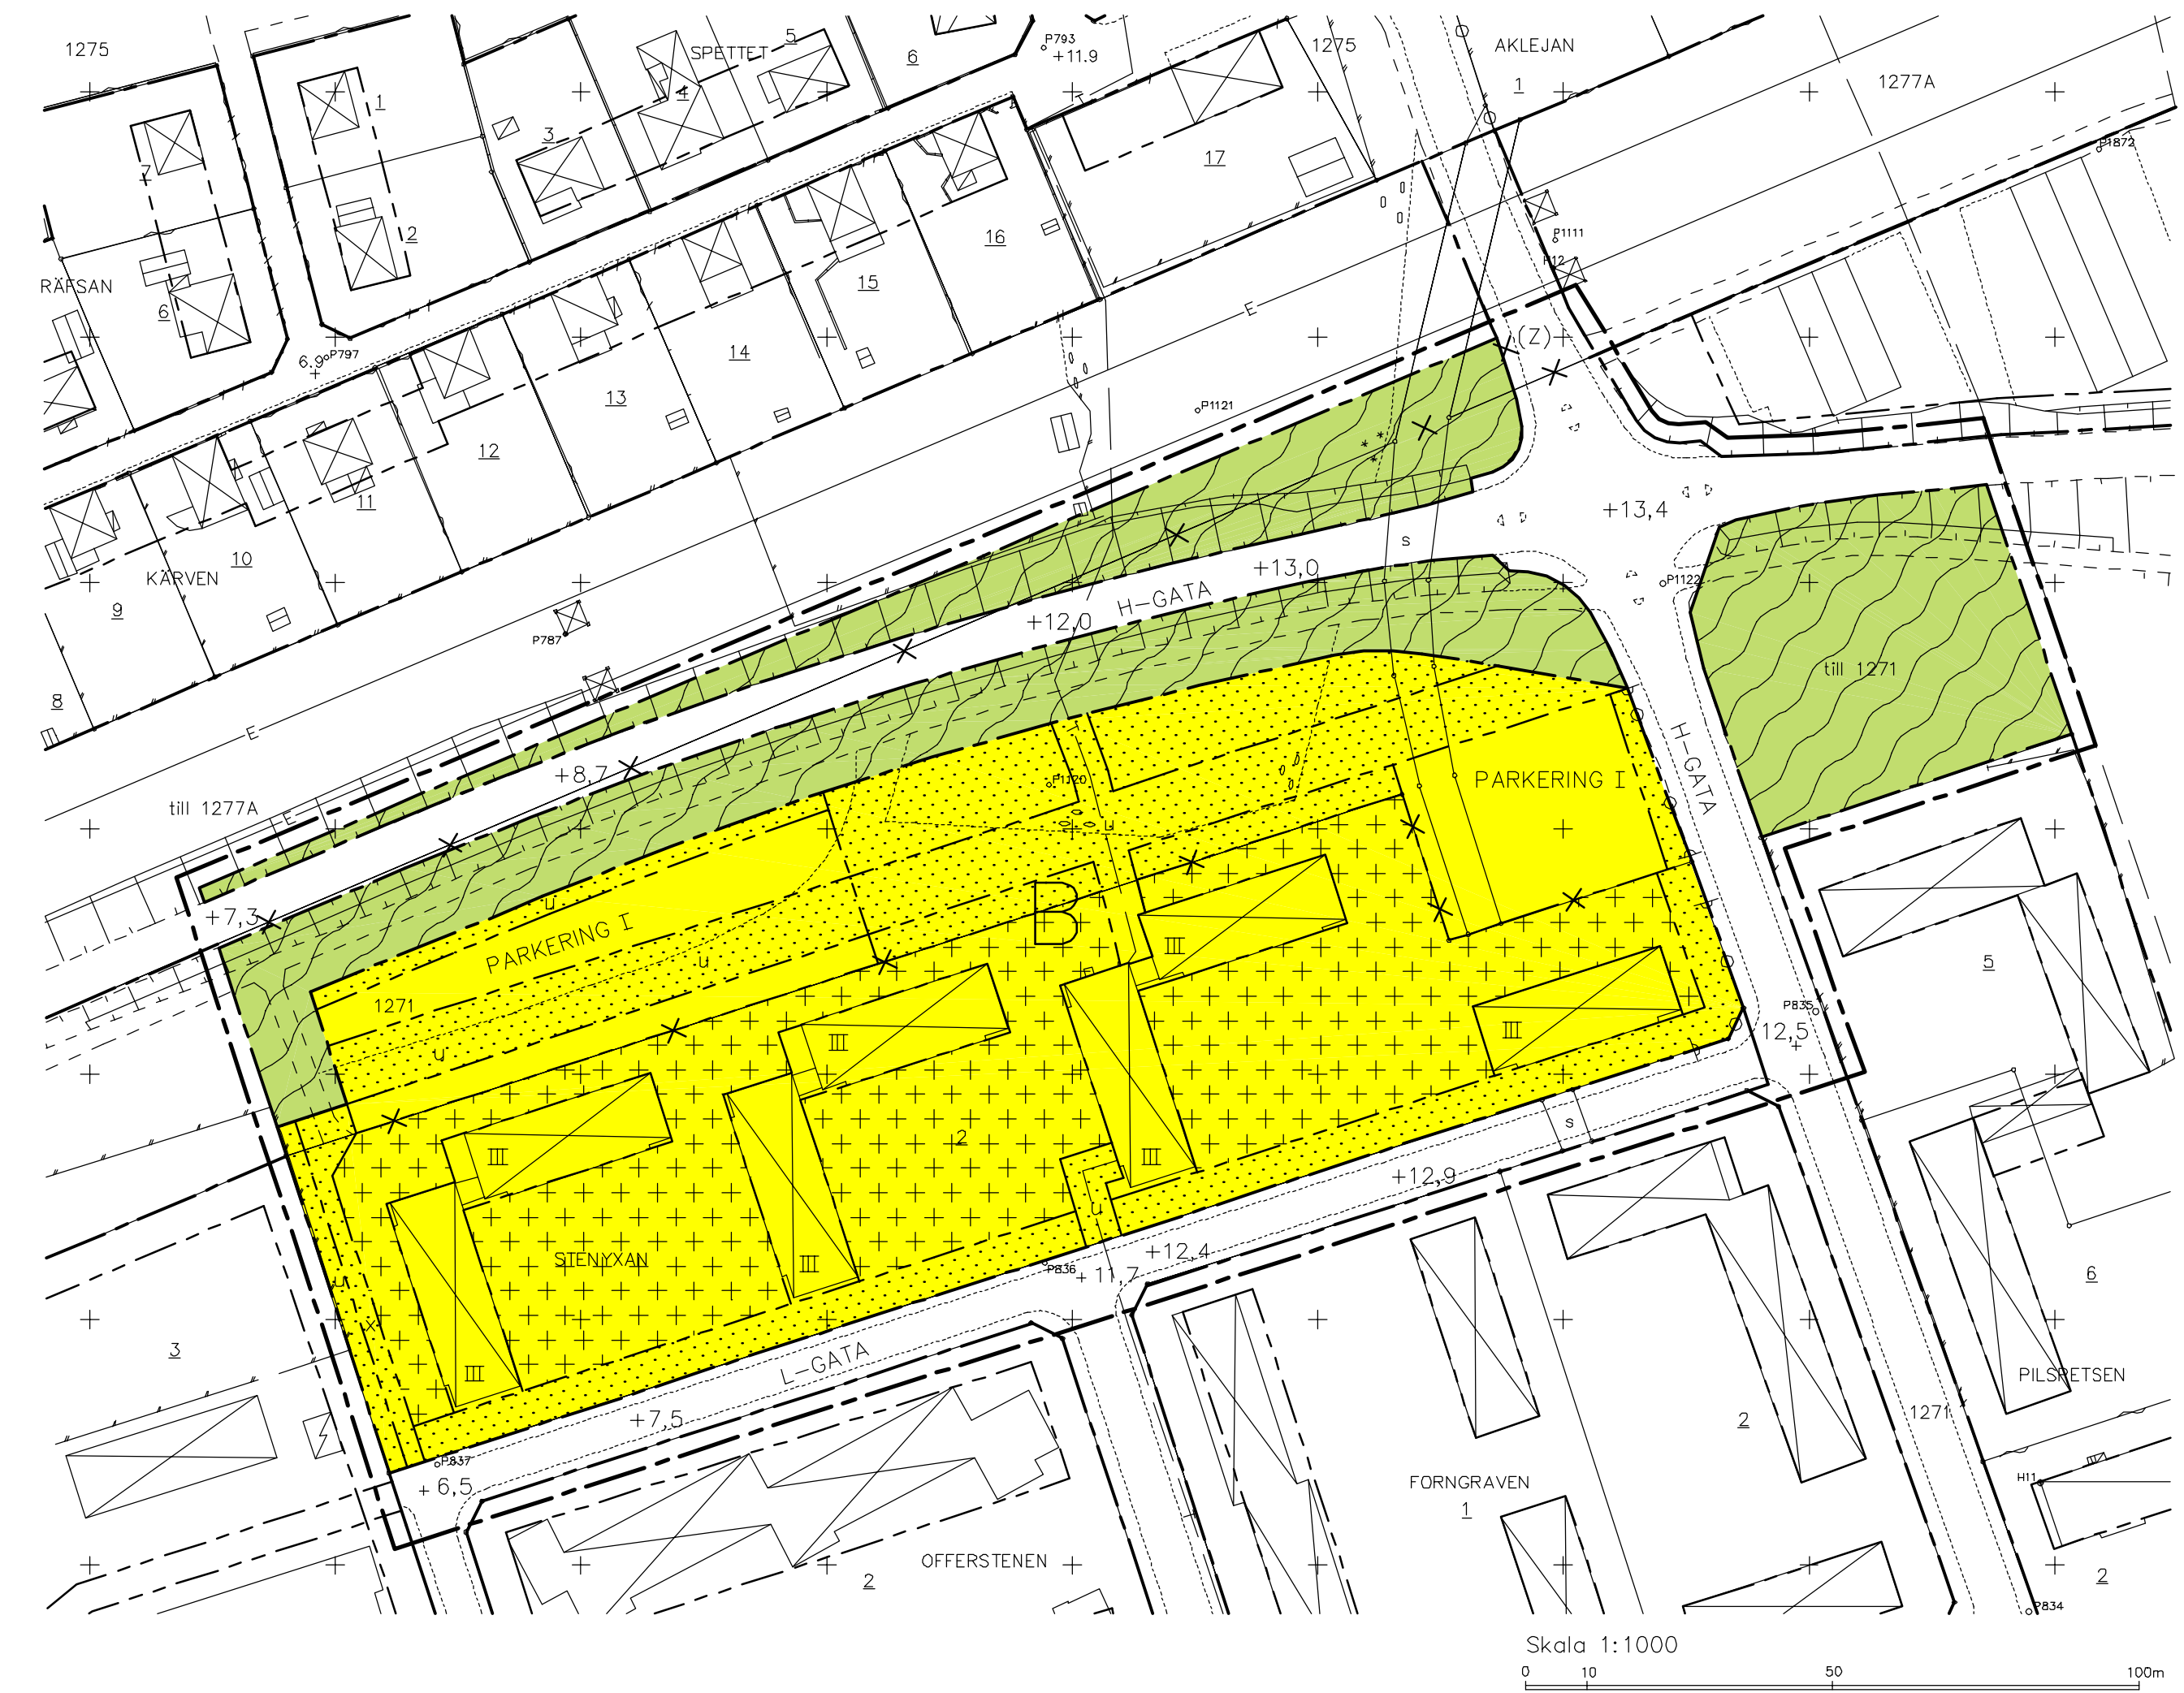 1275
SPETTET
5
6
P793
+11.9
1275
AKLEJAN
1
1277A
1
4
3
7
17
P1872
2
16
P1111
RÄFSAN
6
15
H12
E
6.9
P797
14
(Z)
13
P1121
12
11
+13,4
10
s
KÄRVEN
+13,0
P1122
9
H-GATA
+12,0
P787
till 1271
8
E
H-GATA
+8,7
P1120
PARKERING I
till 1277A
E
u
u
+7,3
B
PARKERING I
u
III
5
1271
P835
III
III
12,5
u
2
III
III
s
+12,9
u
STENYXAN
+12,4
P836
+ 11,7
III
6
u
x
3
L-GATA
III
PILSPETSEN
+7,5
2
1271
P837
+ 6,5
FORNGRAVEN
1
H11
OFFERSTENEN
2
2
P834
Skala 1:1000
0 10 50 100m